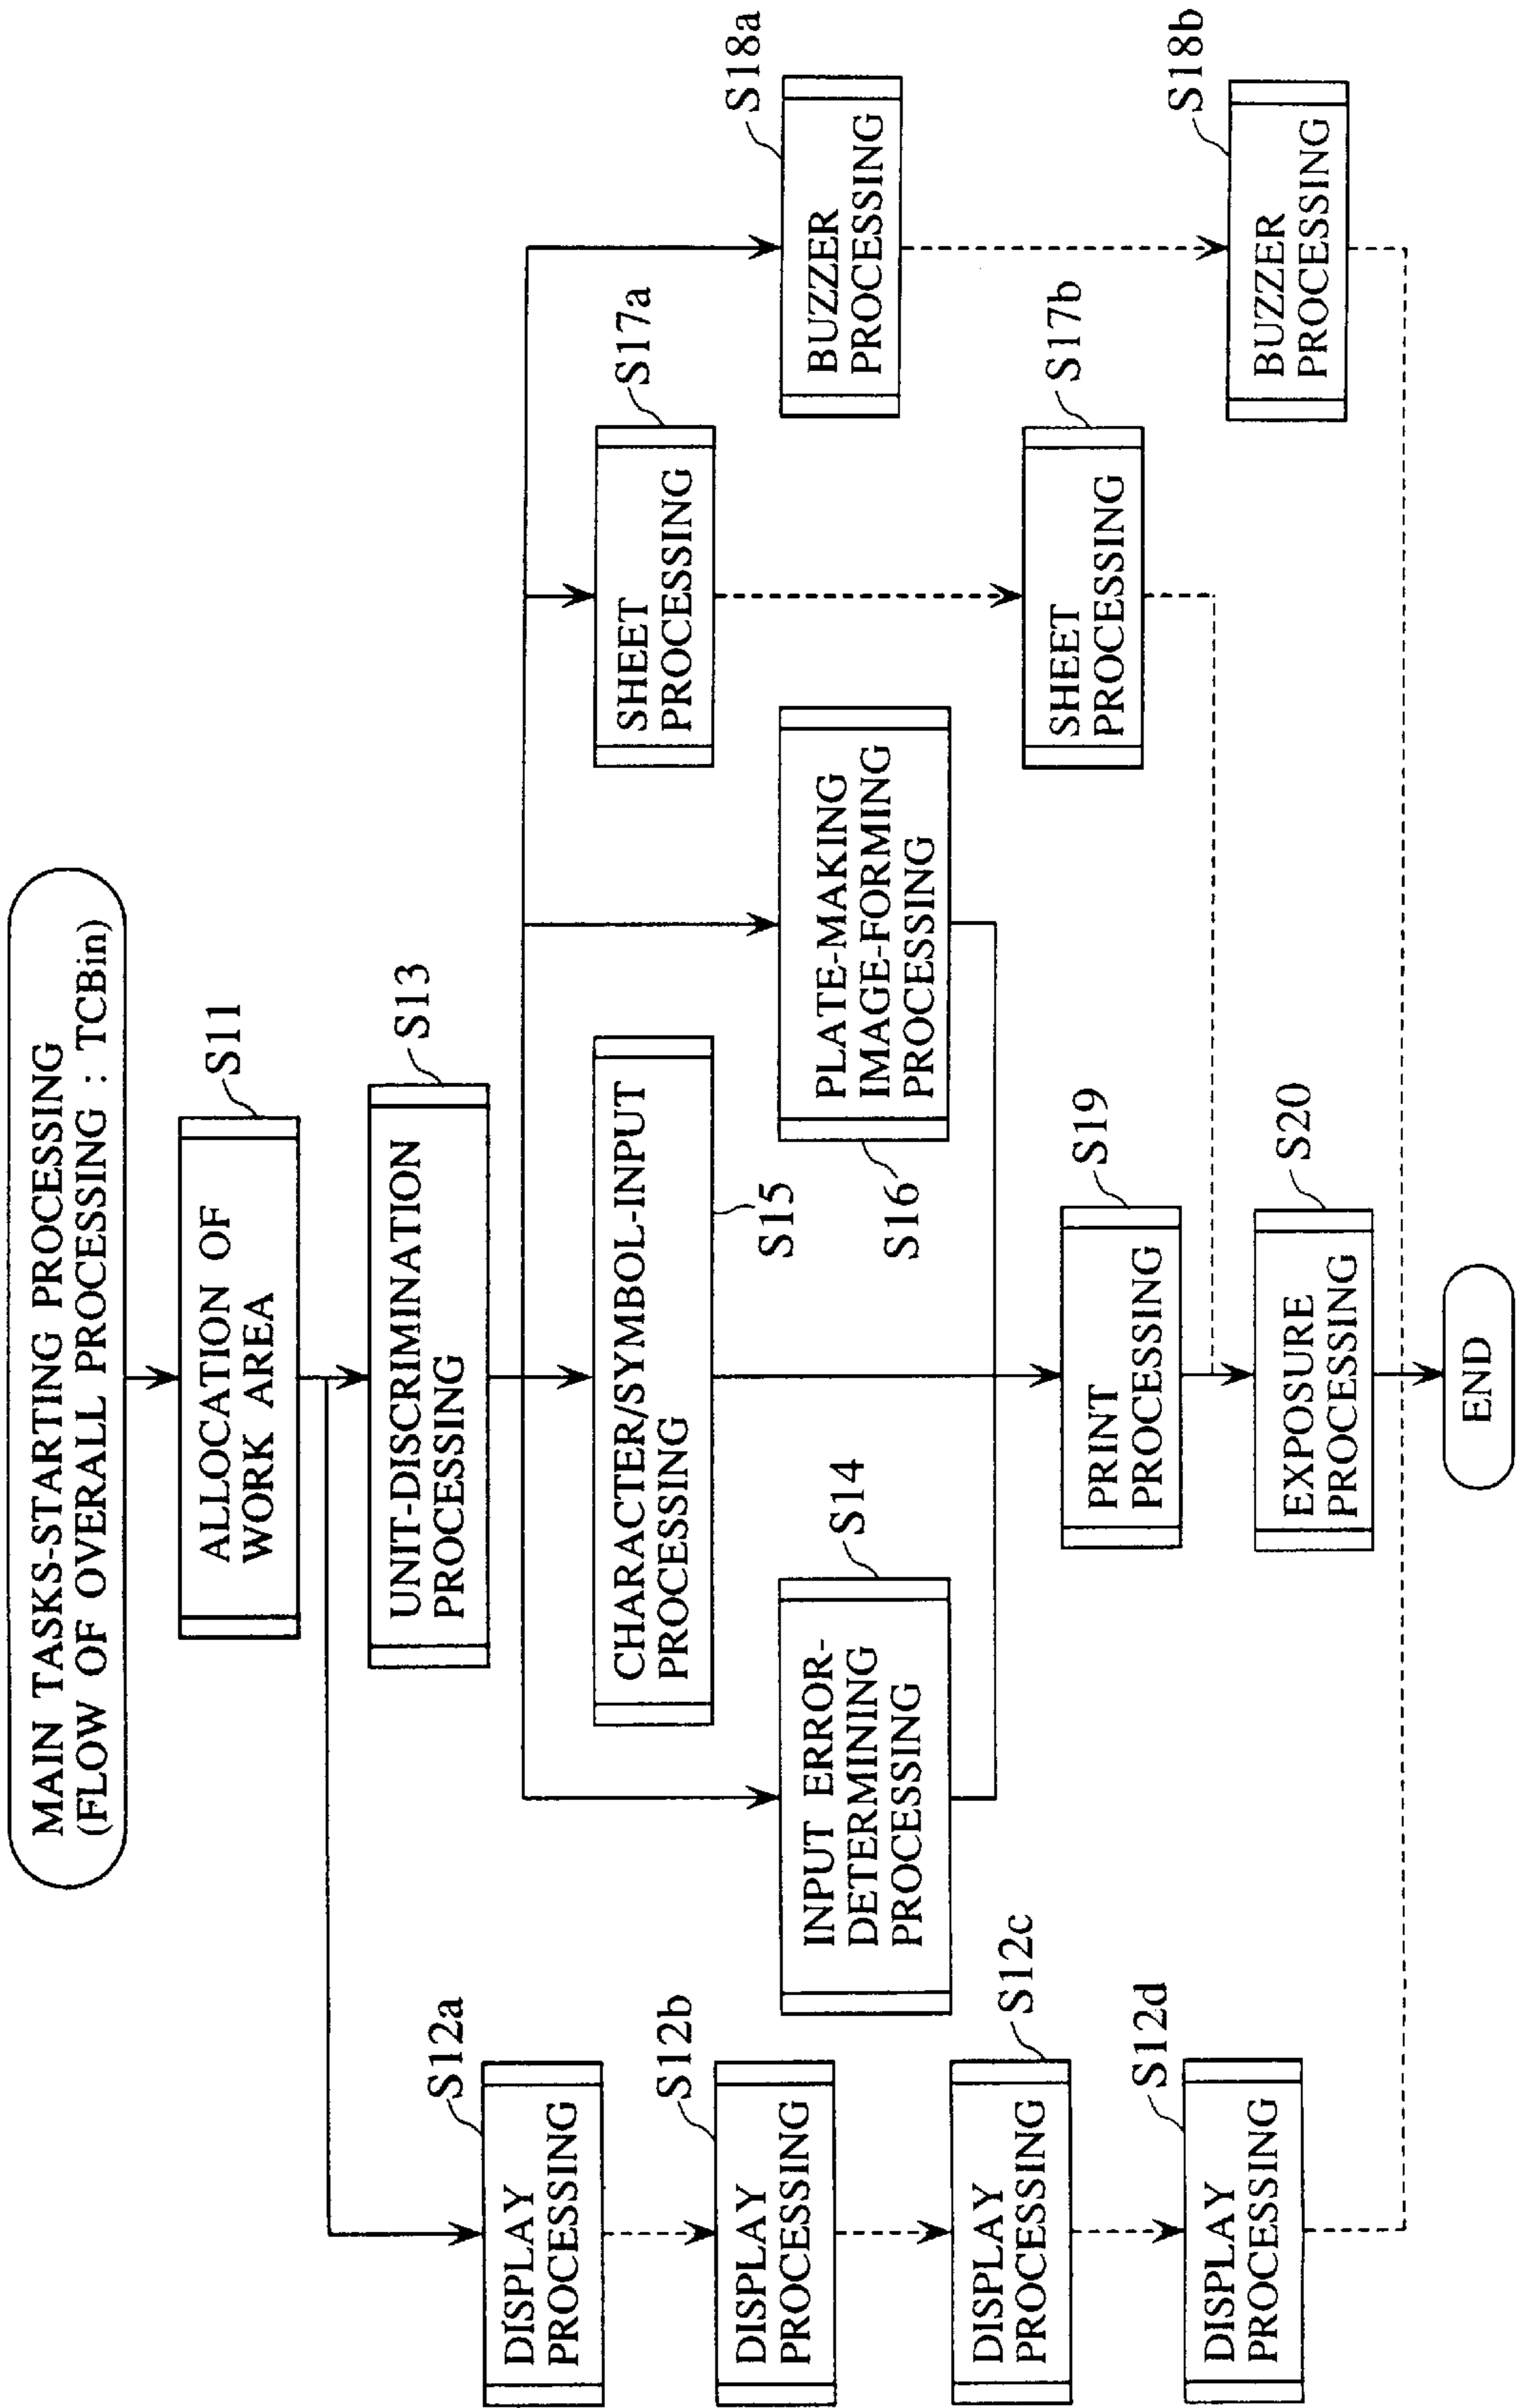 MAIN TASKS-STARTING PROCESSING
(FLOW OF OVERALL PROCESSING : TCBin)
S11
ALLOCATION OF
WORK AREA
S13
UNIT-DISCRIMINATION
PROCESSING
S12a
DISPLAY
PROCESSING
S12b
DISPLAY
PROCESSING
S12c
DISPLAY
PROCESSING
S12d
DISPLAY
PROCESSING
CHARACTER/SYMBOL-INPUT
PROCESSING
S15
S14
INPUT ERROR-
DETERMINING
PROCESSING
PLATE-MAKING
IMAGE-FORMING
PROCESSING
S16
S17a
SHEET
PROCESSING
S17b
SHEET
PROCESSING
S18a
BUZZER
PROCESSING
S18b
BUZZER
PROCESSING
S19
PRINT
PROCESSING
S20
EXPOSURE
PROCESSING
END